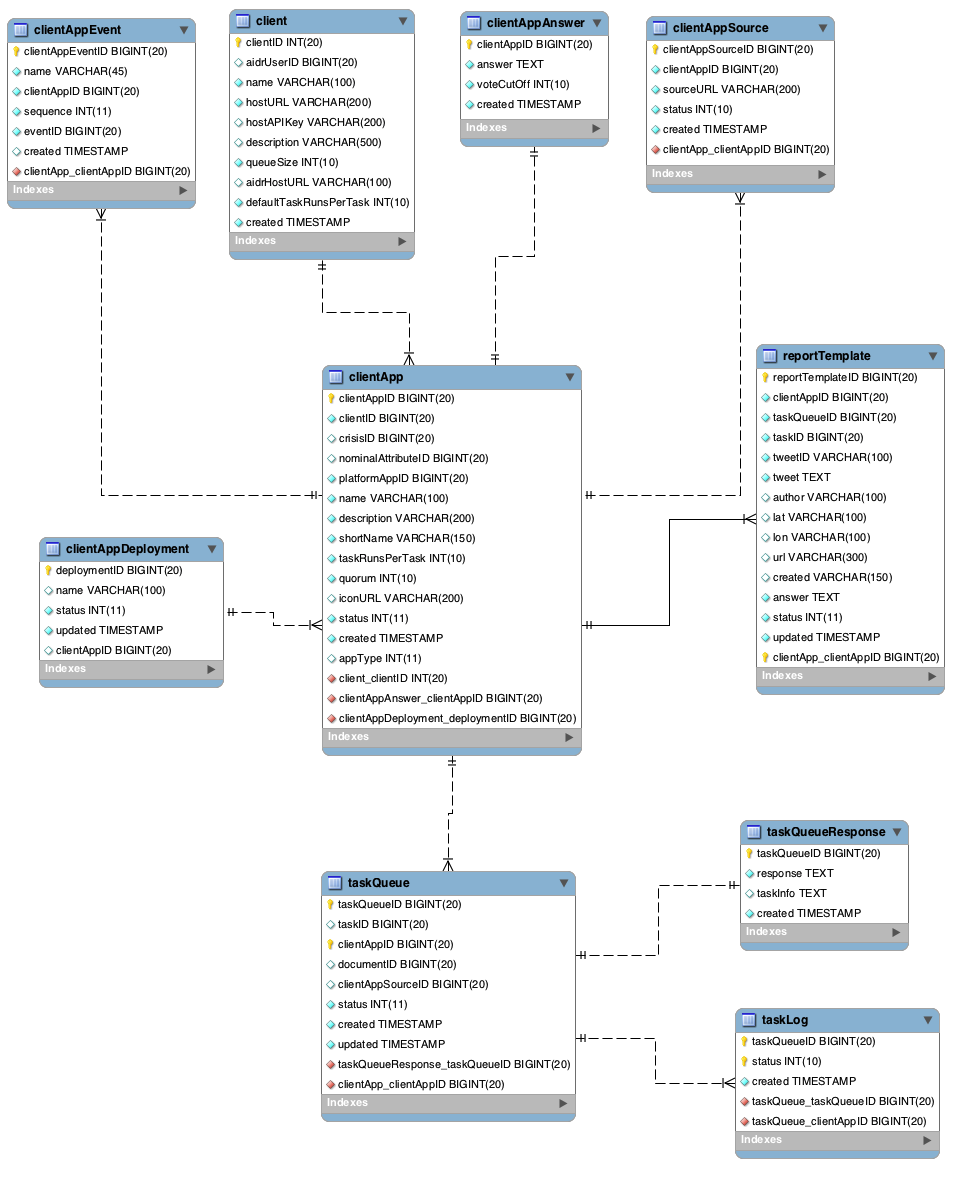 clientAppEvent
clientAppEventID BIGINT(20)
name VARCHAR(45)
clientAppID BIGINT(20)
sequence INT(11)
eventID BIGINT(20)
created TIMESTAMP
clientApp_clientAppID BIGINT(20)
Indexes
client
clientID INT(20)
aidrUserID BIGINT(20)
name VARCHAR(100)
hostURL VARCHAR(200)
hostAPIKey VARCHAR(200)
description VARCHAR(500)
queueSize INT(10)
aidrHostURL VARCHAR(100)
defaultTaskRunsPerTask INT(10)
created TIMESTAMP
Indexes
clientAppAnswer
clientAppID BIGINT(20)
answer TEXT
voteCutOff INT(10)
created TIMESTAMP
Indexes
clientAppSource
clientAppSourceID BIGINT(20)
clientAppID BIGINT(20)
sourceURL VARCHAR(200)
status INT(10)
created TIMESTAMP
clientApp_clientAppID BIGINT(20)
Indexes
clientApp
clientAppID BIGINT(20)
clientID BIGINT(20)
crisisID BIGINT(20)
nominalAttributeID BIGINT(20)
platformAppID BIGINT(20)
name VARCHAR(100)
description VARCHAR(200)
shortName VARCHAR(150)
taskRunsPerTask INT(10)
quorum INT(10)
iconURL VARCHAR(200)
status INT(11)
created TIMESTAMP
appType INT(11)
client_clientID INT(20)
clientAppAnswer_clientAppID BIGINT(20)
clientAppDeployment_deploymentID BIGINT(20)
Indexes
reportTemplate
reportTemplateID BIGINT(20)
clientAppID BIGINT(20)
taskQueueID BIGINT(20)
taskID BIGINT(20)
tweetID VARCHAR(100)
tweet TEXT
author VARCHAR(100)
lat VARCHAR(100)
lon VARCHAR(100)
url VARCHAR(300)
created VARCHAR(150)
answer TEXT
status INT(11)
updated TIMESTAMP
clientApp_clientAppID BIGINT(20)
Indexes
clientAppDeployment
deploymentID BIGINT(20)
name VARCHAR(100)
status INT(11)
updated TIMESTAMP
clientAppID BIGINT(20)
Indexes
taskQueue
taskQueueID BIGINT(20)
taskID BIGINT(20)
clientAppID BIGINT(20)
documentID BIGINT(20)
clientAppSourceID BIGINT(20)
status INT(11)
created TIMESTAMP
updated TIMESTAMP
taskQueueResponse_taskQueueID BIGINT(20)
clientApp_clientAppID BIGINT(20)
Indexes
taskQueueResponse
taskQueueID BIGINT(20)
response TEXT
taskInfo TEXT
created TIMESTAMP
Indexes
taskLog
taskQueueID BIGINT(20)
status INT(10)
created TIMESTAMP
taskQueue_taskQueueID BIGINT(20)
taskQueue_clientAppID BIGINT(20)
Indexes